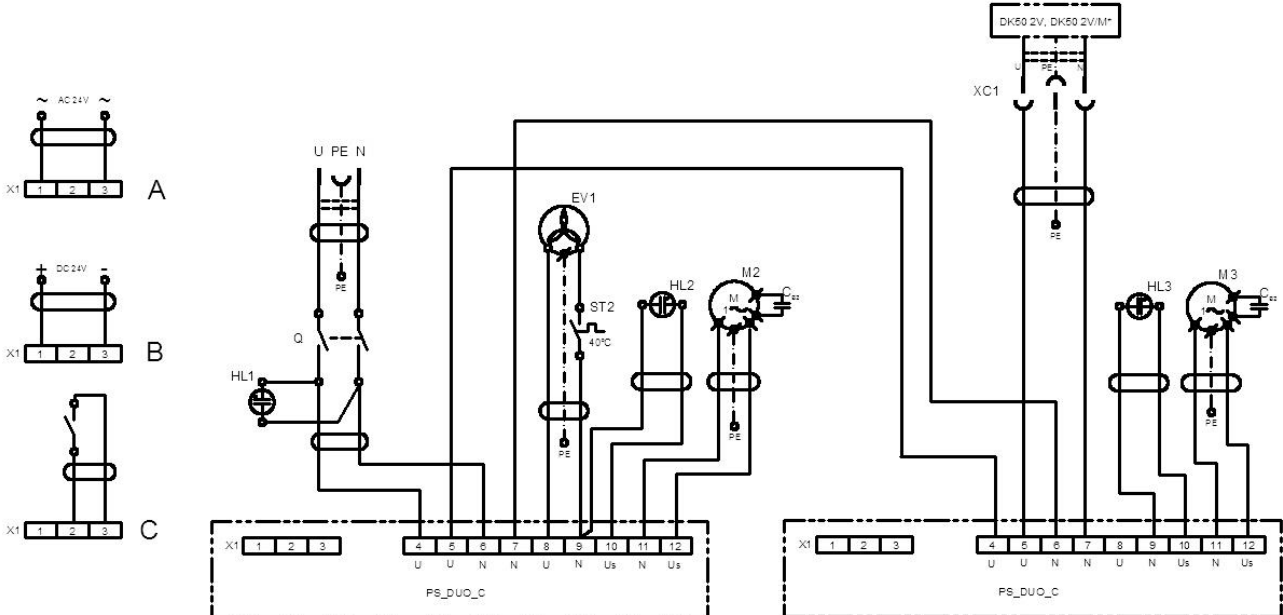 DK50 2V, DK50 2V/M*
U PE N
XC1
PE
~ AC 24V ~
X1 1 2 3 A
+ DC 24V -
X1 1 2 3 B
X1 1 2 3 C
U PE N
PE
Q
HL1
EV1
ST2
40°C
PE
HL2
M2
M
1~
PE
HL3
M3
M
1~
PE
X1 1 2 3
4 5 6 7 8 9 10 11 12
U U N N U N Us N Us
PS_DUO_C
X1 1 2 3
4 5 6 7 8 9 10 11 12
U U N N U N Us N Us
PS_DUO_C